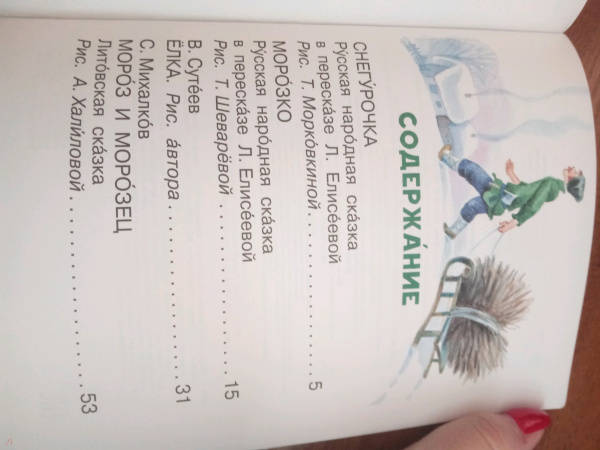 СОДЕРЖА́НИЕ
СНЕГУ́РОЧКА
Ру́сская наро́дная ска́зка
в переска́зе Л. Елисе́евой
Рис. Т. Морко́вкиной . . . . . . . . . . . . . . . . 5
МОРО́ЗКО
Ру́сская наро́дная ска́зка
в переска́зе Л. Елисе́евой
Рис. Т. Шеварёвой . . . . . . . . . . . . . . . . . . 15
В. Суте́ев
ЁЛКА. Рис. а́втора . . . . . . . . . . . . . . . . . 31
С. Михалко́в
МОРО́З И МОРО́ЗЕЦ
Лито́вская ска́зка
Рис. А. Хали́ловой . . . . . . . . . . . . . . . . . 53